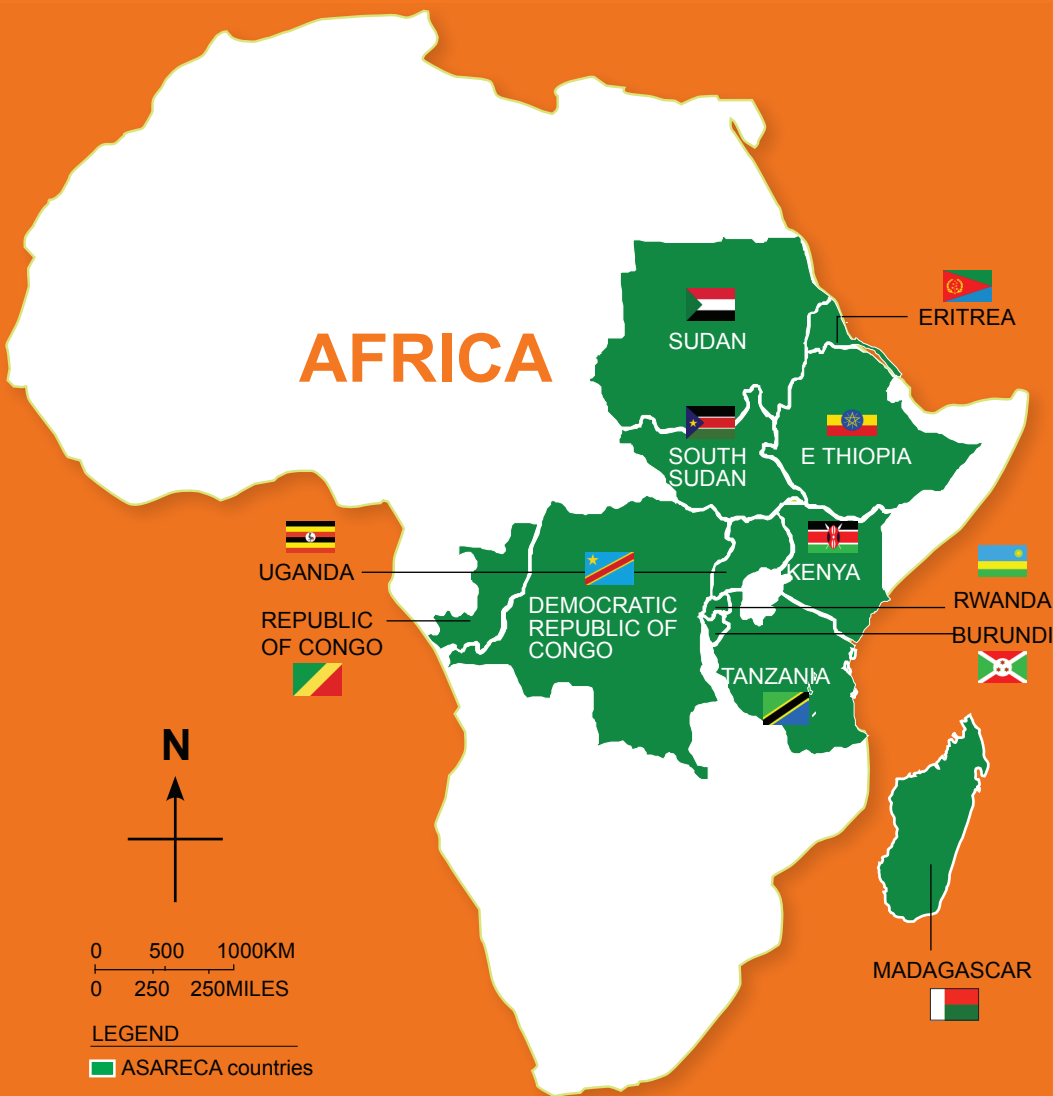 ERITREA
SUDAN
AFRICA
SOUTH
SUDAN
E THIOPIA
UGANDA
KENYA
RWANDA
REPUBLIC
OF CONGO
DEMOCRATIC
REPUBLIC OF
CONGO
BURUNDI
TANZANIA
N
0 500 1000KM
0 250 250MILES
MADAGASCAR
LEGEND
ASARECA countries